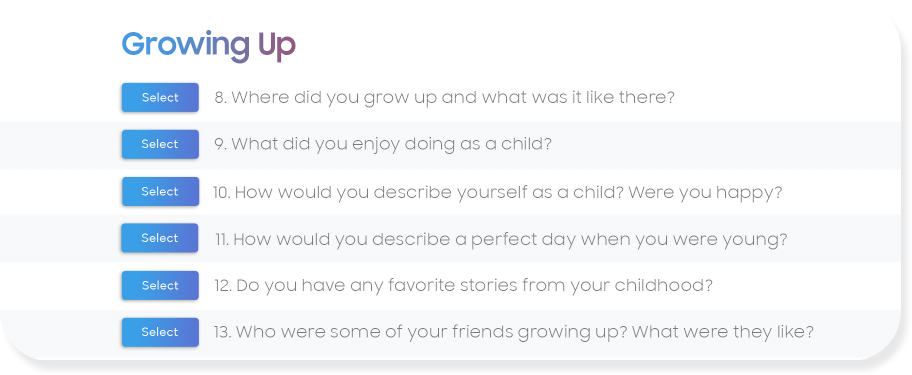 Growing Up
Select 8. Where did you grow up and what was it like there?
Select 9. What did you enjoy doing as a child?
Select 10. How would you describe yourself as a child? Were you happy?
Select 11. How would you describe a perfect day when you were young?
Select 12. Do you have any favorite stories from your childhood?
Select 13. Who were some of your friends growing up? What were they like?